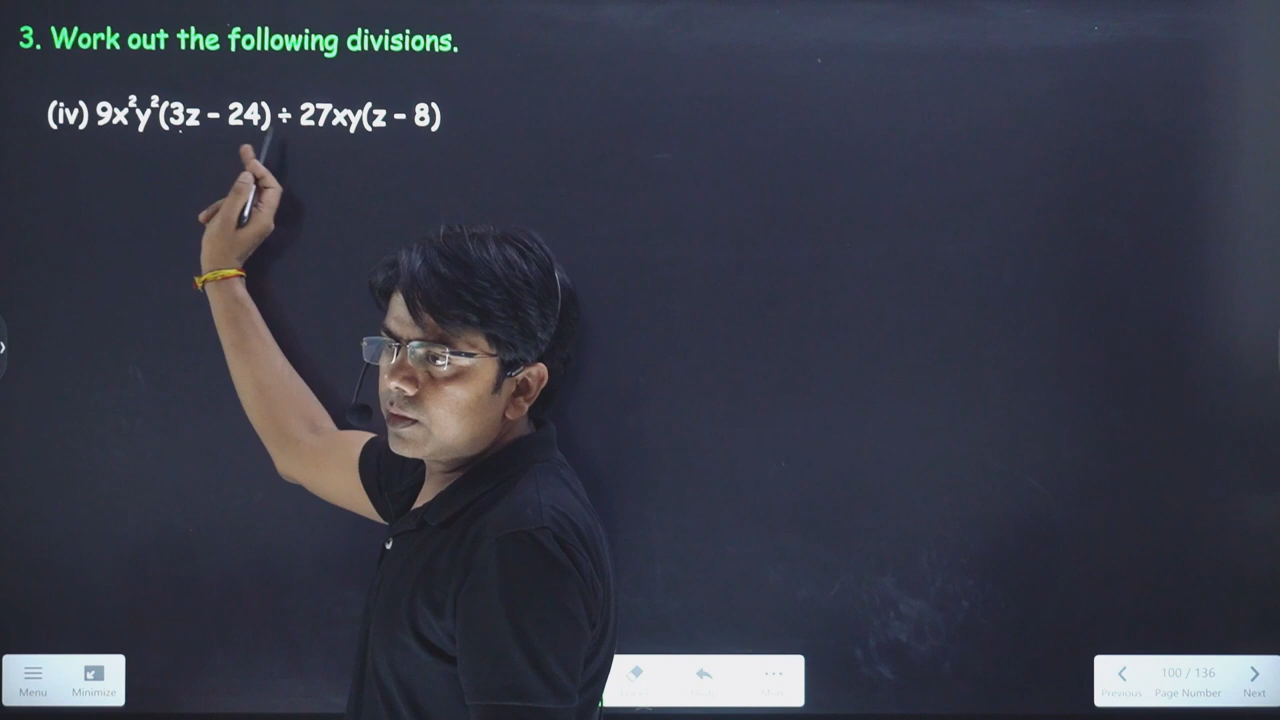 3. Work out the following divisions.
(iv) 9x²y²(3z − 24) ÷ 27xy(z − 8)
Menu
Minimize
100 / 136
Previous
Page Number
Next